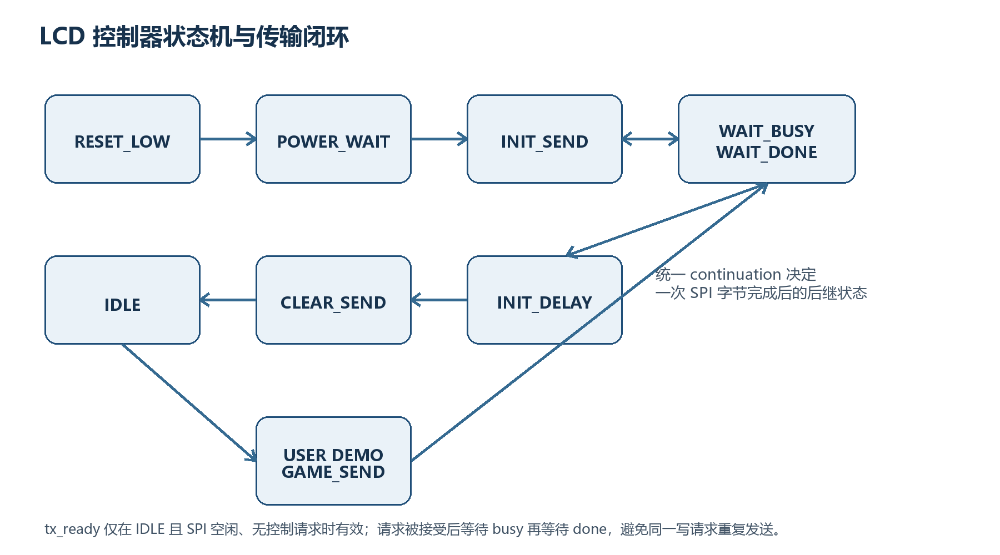 LCD 控制器状态机与传输闭环
RESET_LOW
POWER_WAIT
INIT_SEND
WAIT_BUSY
WAIT_DONE
IDLE
CLEAR_SEND
INIT_DELAY
统一 continuation 决定
一次 SPI 字节完成后的后继状态
USER DEMO
GAME_SEND
tx_ready 仅在 IDLE 且 SPI 空闲、无控制请求时有效；请求被接受后等待 busy 再等待 done，避免同一写请求重复发送。